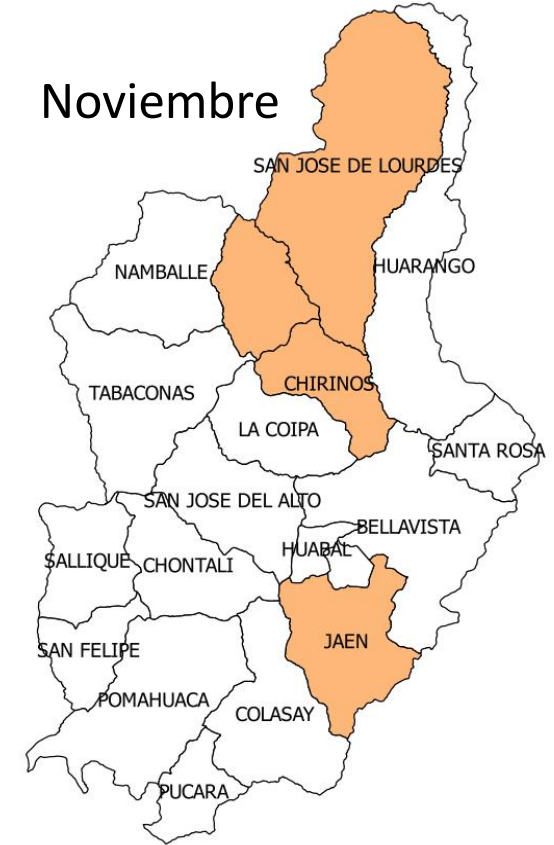 Noviembre
SAN JOSE DE LOURDES
NAMBALLE
HUARANGO
CHIRINOS
TABACONAS
LA COIPA
SANTA ROSA
SAN JOSE DEL ALTO
BELLAVISTA
HUABAL
SALLIQUE
CHONTALI
JAEN
SAN FELIPE
POMAHUACA
COLASAY
PUCARA